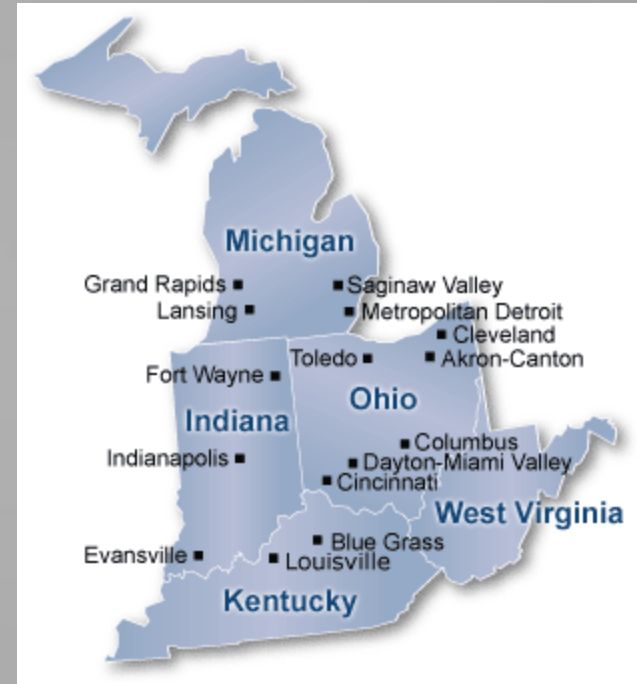 Michigan
Grand Rapids
Saginaw Valley
Lansing
Metropolitan Detroit
Cleveland
Toledo
Akron-Canton
Fort Wayne
Ohio
Indiana
Columbus
Indianapolis
Dayton-Miami Valley
Cincinnati
West Virginia
Blue Grass
Evansville
Louisville
Kentucky